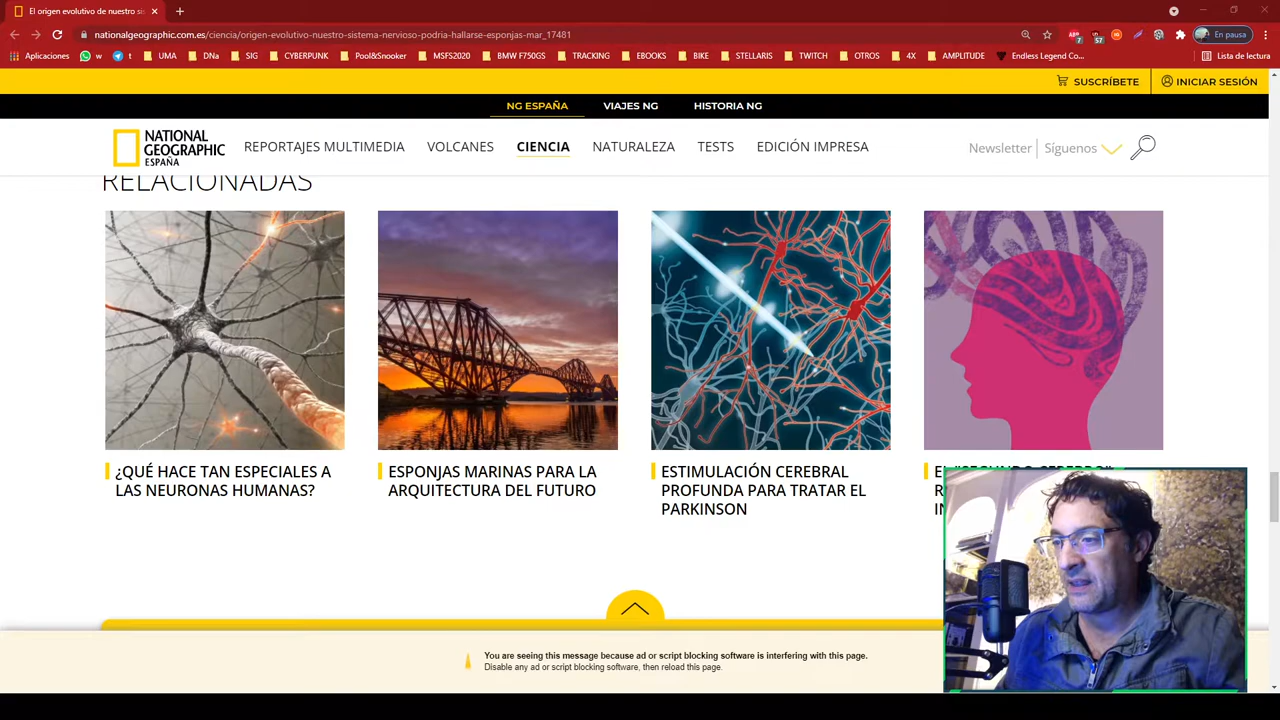 El origen evolutivo de nuestro si
nationalgeographic.com.es/ciencia/origen-evolutivo-nuestro-sistema-nervioso-podria-hallarse-esponjas-mar_17481
7
57
En pausa
Aplicaciones
w
t
UMA
DNa
SIG
CYBERPUNK
Pool&Snooker
MSFS2020
BMW F750GS
TRACKING
EBOOKS
BIKE
STELLARIS
TWITCH
OTROS
4X
AMPLITUDE
Endless Legend Co...
Lista de lectura
SUSCRÍBETE
INICIAR SESIÓN
NG ESPAÑA
VIAJES NG
HISTORIA NG
NATIONAL
GEOGRAPHIC
ESPAÑA
REPORTAJES MULTIMEDIA
VOLCANES
CIENCIA
NATURALEZA
TESTS
EDICIÓN IMPRESA
Newsletter
Síguenos
RELACIONADAS
¿QUÉ HACE TAN ESPECIALES A
LAS NEURONAS HUMANAS?
ESPONJAS MARINAS PARA LA
ARQUITECTURA DEL FUTURO
ESTIMULACIÓN CEREBRAL
PROFUNDA PARA TRATAR EL
PARKINSON
EL "SEGUNDO CEREBRO"
You are seeing this message because ad or script blocking software is interfering with this page.
Disable any ad or script blocking software, then reload this page.